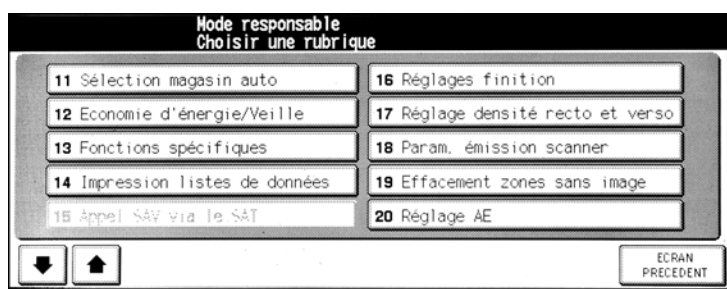 Mode responsable
Choisir une rubrique
11 Sélection magasin auto
12 Economie d'énergie/Veille
13 Fonctions spécifiques
14 Impression listes de données
15 Appel SAV via le SAT
16 Réglages finition
17 Réglage densité recto et verso
18 Param. émission scanner
19 Effacement zones sans image
20 Réglage AE
ECRAN
PRECEDENT